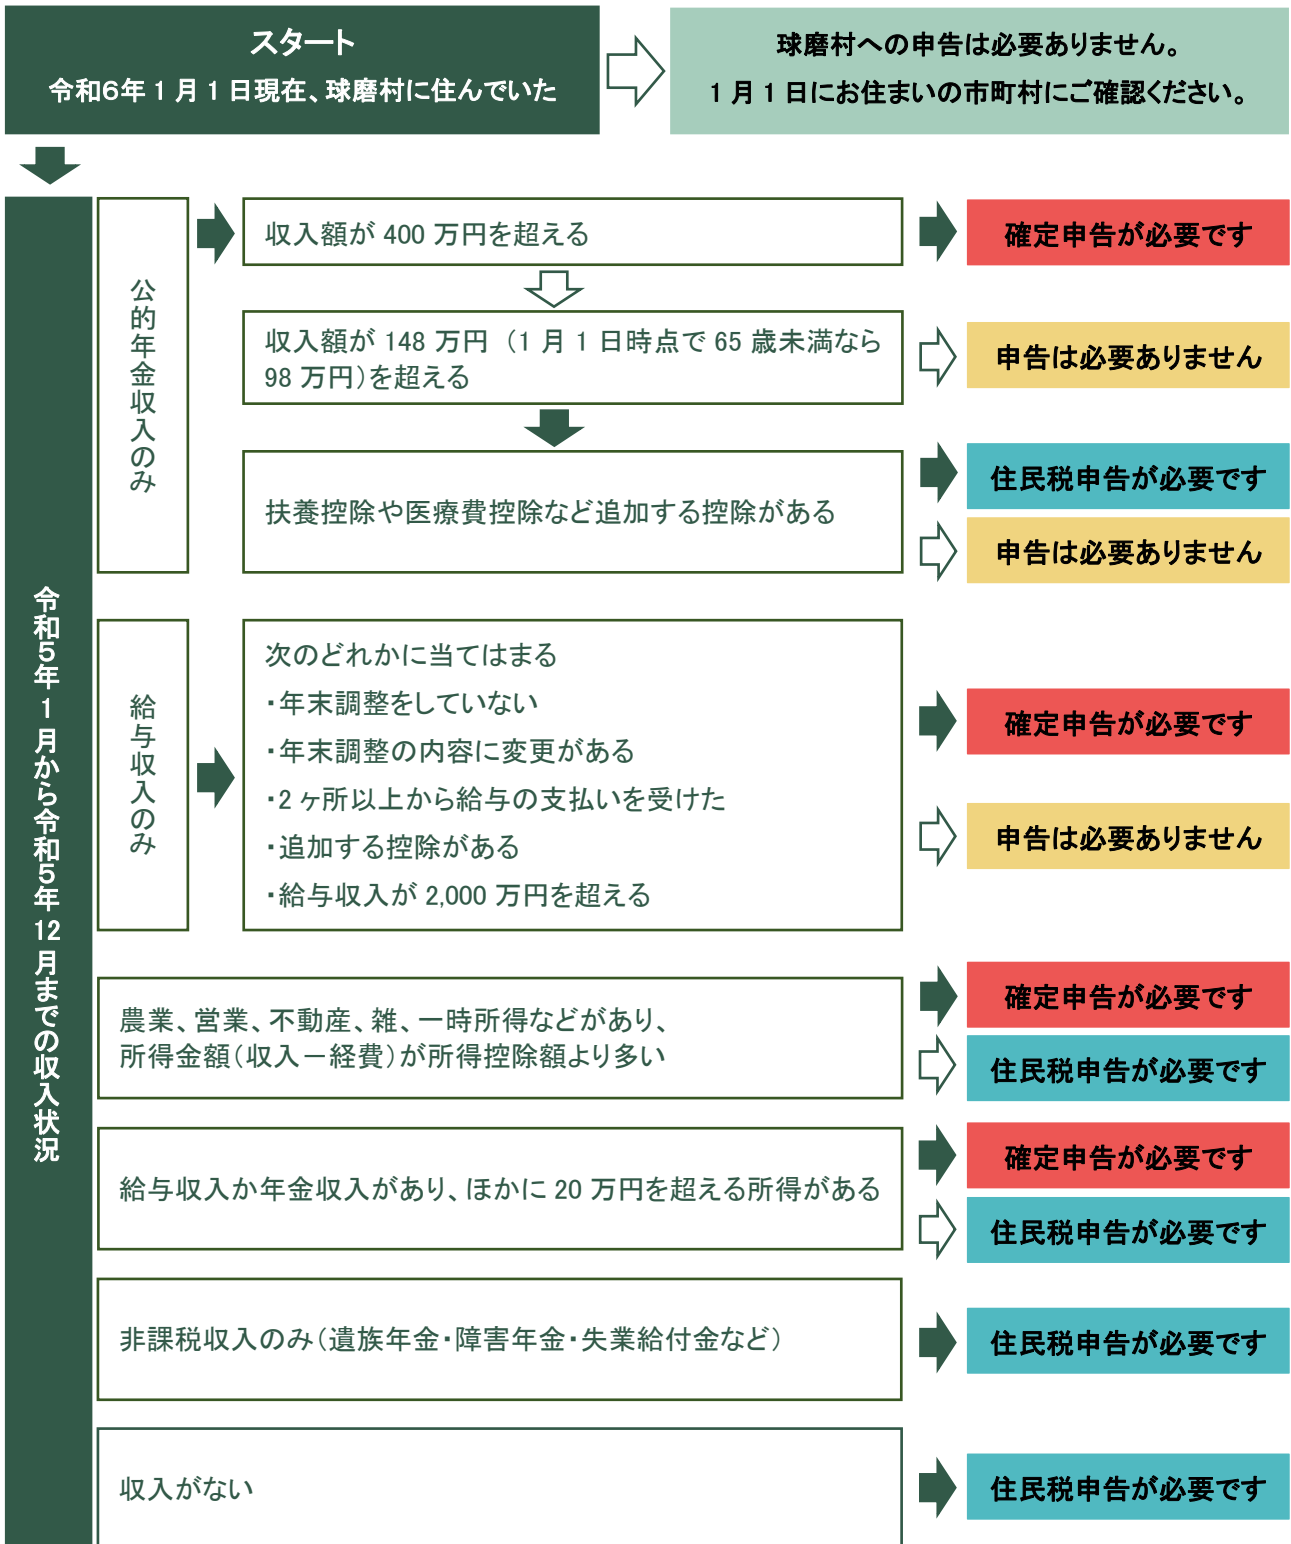 スタート
令和6年1月1日現在、球磨村に住んでいた
球磨村への申告は必要ありません。
1月1日にお住まいの市町村にご確認ください。
令和5年1月から令和5年12月までの収入状況
公的年金収入のみ
収入額が 400 万円を超える
確定申告が必要です
収入額が 148 万円（1 月 1 日時点で 65 歳未満なら
98 万円）を超える
申告は必要ありません
扶養控除や医療費控除など追加する控除がある
住民税申告が必要です
申告は必要ありません
給与収入のみ
次のどれかに当てはまる
・年末調整をしていない
・年末調整の内容に変更がある
・2 ヶ所以上から給与の支払いを受けた
・追加する控除がある
・給与収入が 2,000 万円を超える
確定申告が必要です
申告は必要ありません
農業、営業、不動産、雑、一時所得などがあり、
所得金額（収入－経費）が所得控除額より多い
確定申告が必要です
住民税申告が必要です
給与収入か年金収入があり、ほかに 20 万円を超える所得がある
確定申告が必要です
住民税申告が必要です
非課税収入のみ（遺族年金・障害年金・失業給付金など）
住民税申告が必要です
収入がない
住民税申告が必要です